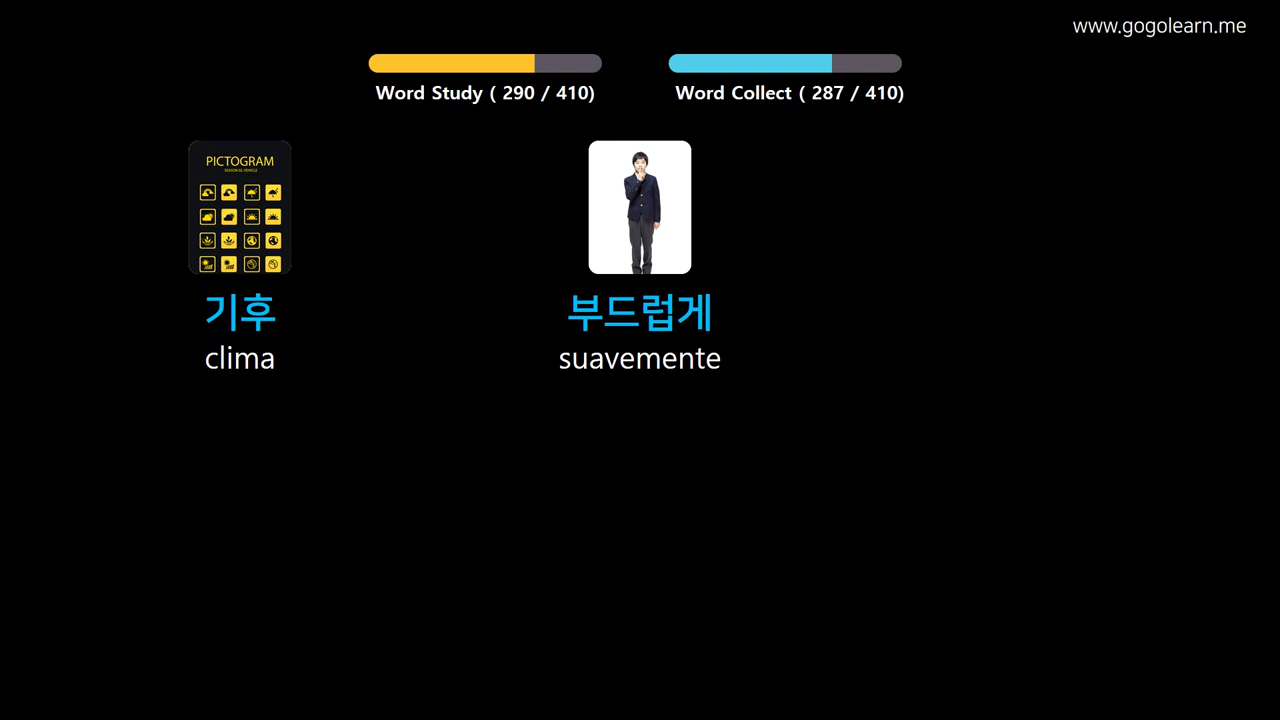 www.gogolearn.me
Word Study ( 290 / 410)
Word Collect ( 287 / 410)
PICTOGRAM
기후
clima
부드럽게
suavemente